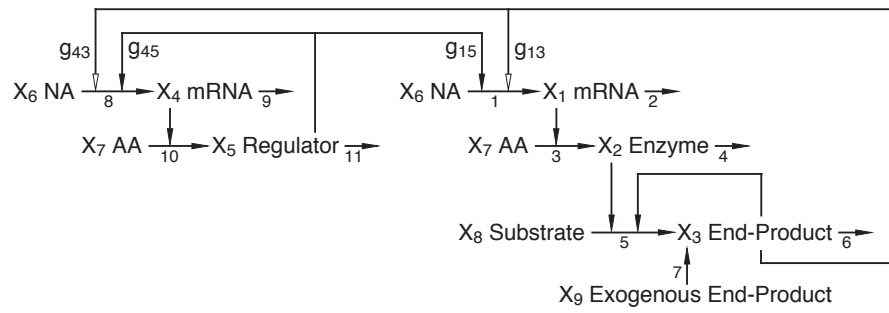 g43 g45 g15 g13
X6 NA 8 X4 mRNA 9 X6 NA 1 X1 mRNA 2
X7 AA 10 X5 Regulator 11 X7 AA 3 X2 Enzyme 4
X8 Substrate 5 X3 End-Product 6
7
X9 Exogenous End-Product